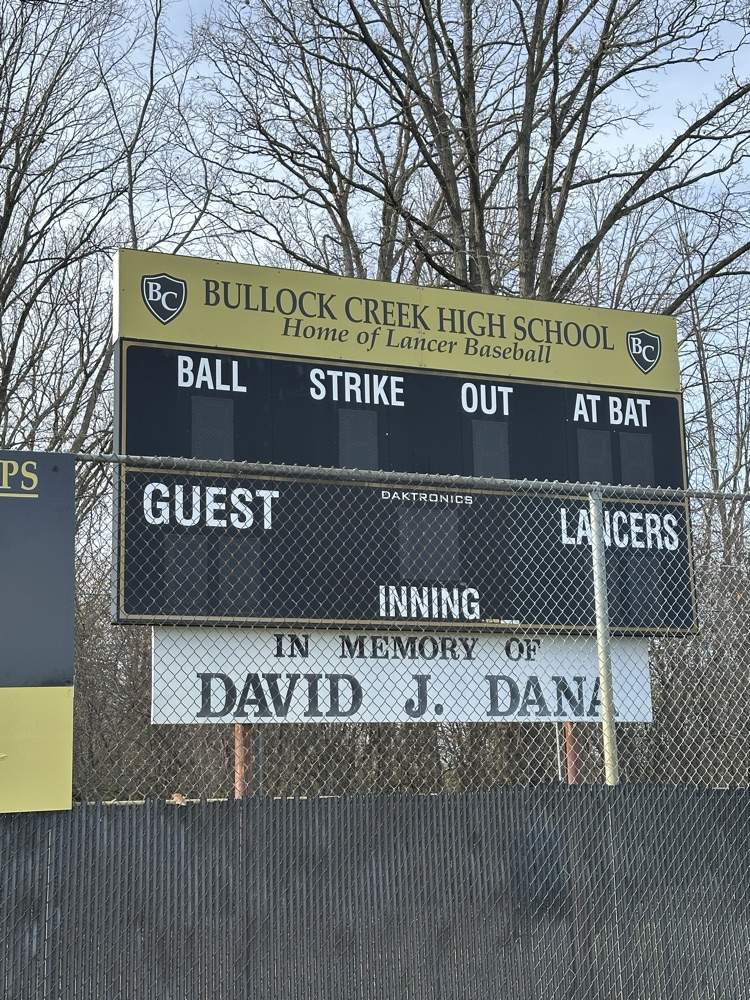 BC BULLOCK CREEK HIGH SCHOOL BC
Home of Lancer Baseball
BALL STRIKE OUT AT BAT
PS
DAKTRONICS
GUEST LANCERS
INNING
IN MEMORY OF
DAVID J. DANA